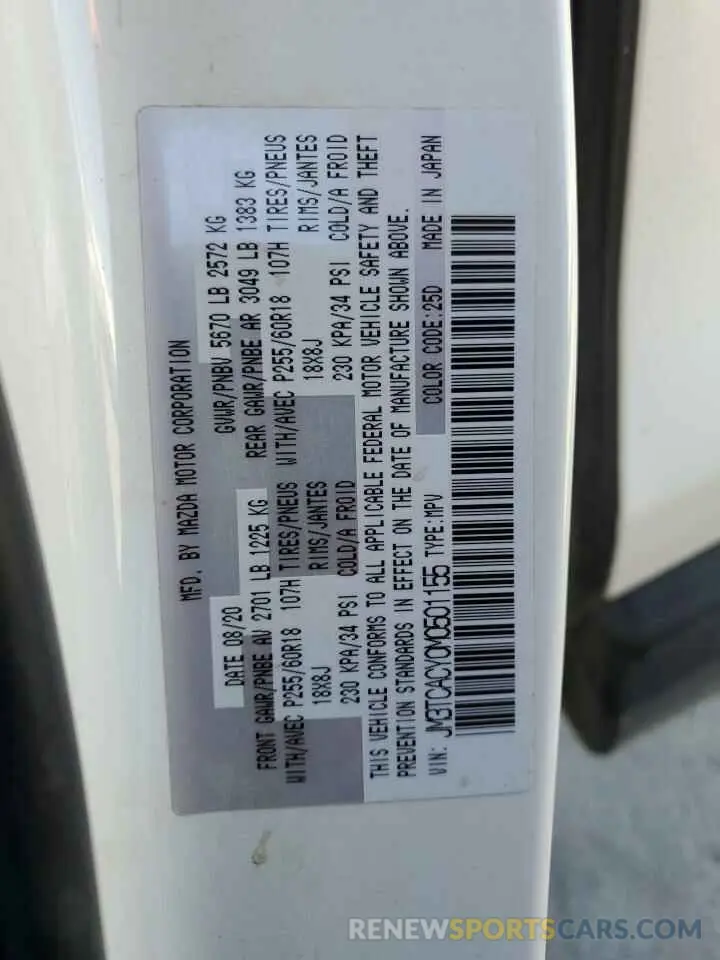 MFD. BY MAZDA MOTOR CORPORATION
DATE 08/20 GVWR/PNBV 5670 LB 2572 KG
FRONT GAWR/PNBE AV 2701 LB 1225 KG REAR GAWR/PNBE AR 3049 LB 1383 KG
WITH/AVEC P255/60R18 107H TIRES/PNEUS WITH/AVEC P255/60R18 107H TIRES/PNEUS
18X8J RIMS/JANTES 18X8J RIMS/JANTES
230 KPA/34 PSI COLD/A FROID 230 KPA/34 PSI COLD/A FROID
THIS VEHICLE CONFORMS TO ALL APPLICABLE FEDERAL MOTOR VEHICLE SAFETY AND THEFT
PREVENTION STANDARDS IN EFFECT ON THE DATE OF MANUFACTURE SHOWN ABOVE.
VIN: JM3TCACY0M0501155 TYPE:MPV COLOR CODE:25D MADE IN JAPAN
RENEWSPORTSCARS.COM